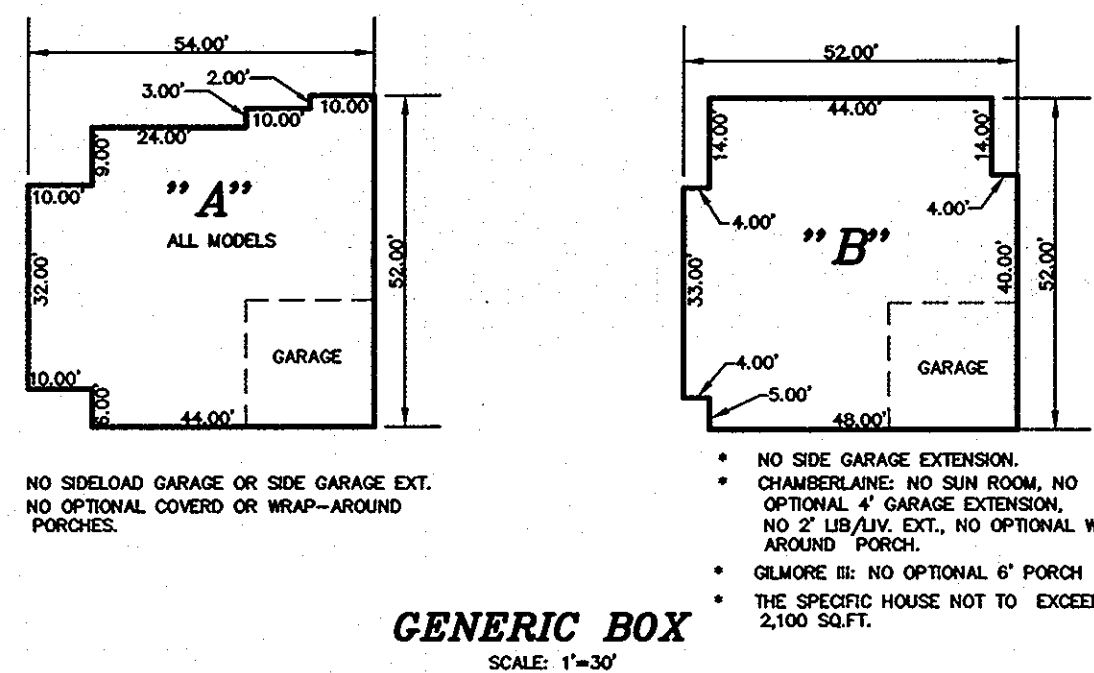 54.00'
2.00'
3.00'
10.00'
10.00'
24.00'
9.00'
10.00'
"A"
ALL MODELS
32.00'
52.00'
GARAGE
10.00'
6.00'
44.00'
NO SIDELOAD GARAGE OR SIDE GARAGE EXT.
NO OPTIONAL COVERD OR WRAP-AROUND
PORCHES.
52.00'
44.00'
14.00'
14.00'
4.00'
4.00'
"B"
33.00'
40.00'
52.00'
4.00'
GARAGE
5.00'
48.00'
* NO SIDE GARAGE EXTENSION.
* CHAMBERLAINE: NO SUN ROOM, NO
OPTIONAL 4' GARAGE EXTENSION,
NO 2' LIB/LIV. EXT., NO OPTIONAL W
AROUND PORCH.
* GILMORE III: NO OPTIONAL 6' PORCH
* THE SPECIFIC HOUSE NOT TO EXCEE
2,100 SQ.FT.
GENERIC BOX
SCALE: 1'=30'